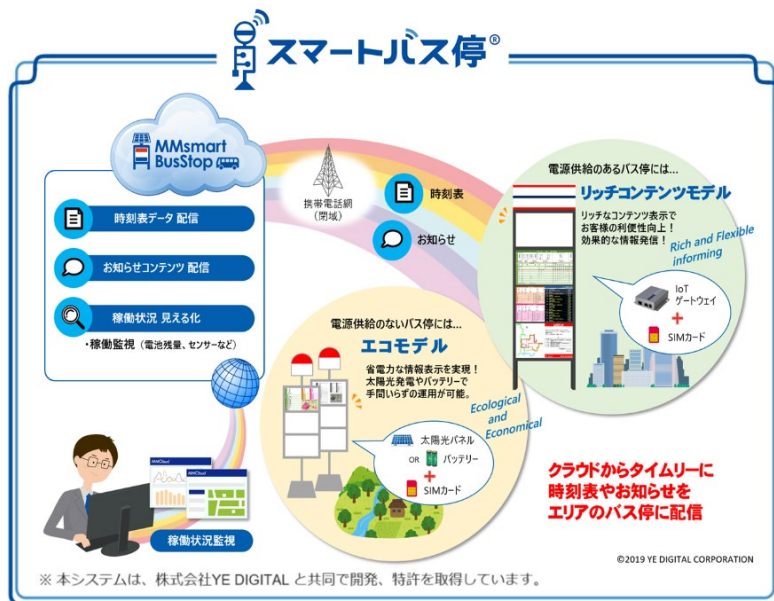 スマートバス停®
MMsmart
BusStop
時刻表データ 配信
お知らせコンテンツ 配信
稼働状況 見える化
・稼働監視（電池残量、センサーなど）
携帯電話網
（閉域）
時刻表
お知らせ
電源供給のあるバス停には...
リッチコンテンツモデル
リッチなコンテンツ表示で
お客様の利便性向上！
効果的な情報発信！
Rich and Flexible
informing
IoT
ゲートウェイ
+
SIMカード
電源供給のないバス停には...
エコモデル
省電力な情報表示を実現！
太陽光発電やバッテリーで
手間いらずの運用が可能。
Ecological
and
Economical
太陽光パネル
OR バッテリー
+
SIMカード
稼働状況監視
クラウドからタイムリーに
時刻表やお知らせを
エリアのバス停に配信
©2019 YE DIGITAL CORPORATION
※ 本システムは、株式会社YE DIGITAL と共同で開発、特許を取得しています。